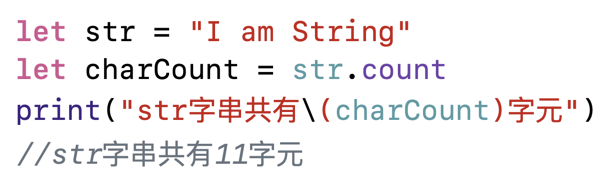 let str = "I am String"
let charCount = str.count
print("str字串共有\(charCount)字元")
//str字串共有11字元